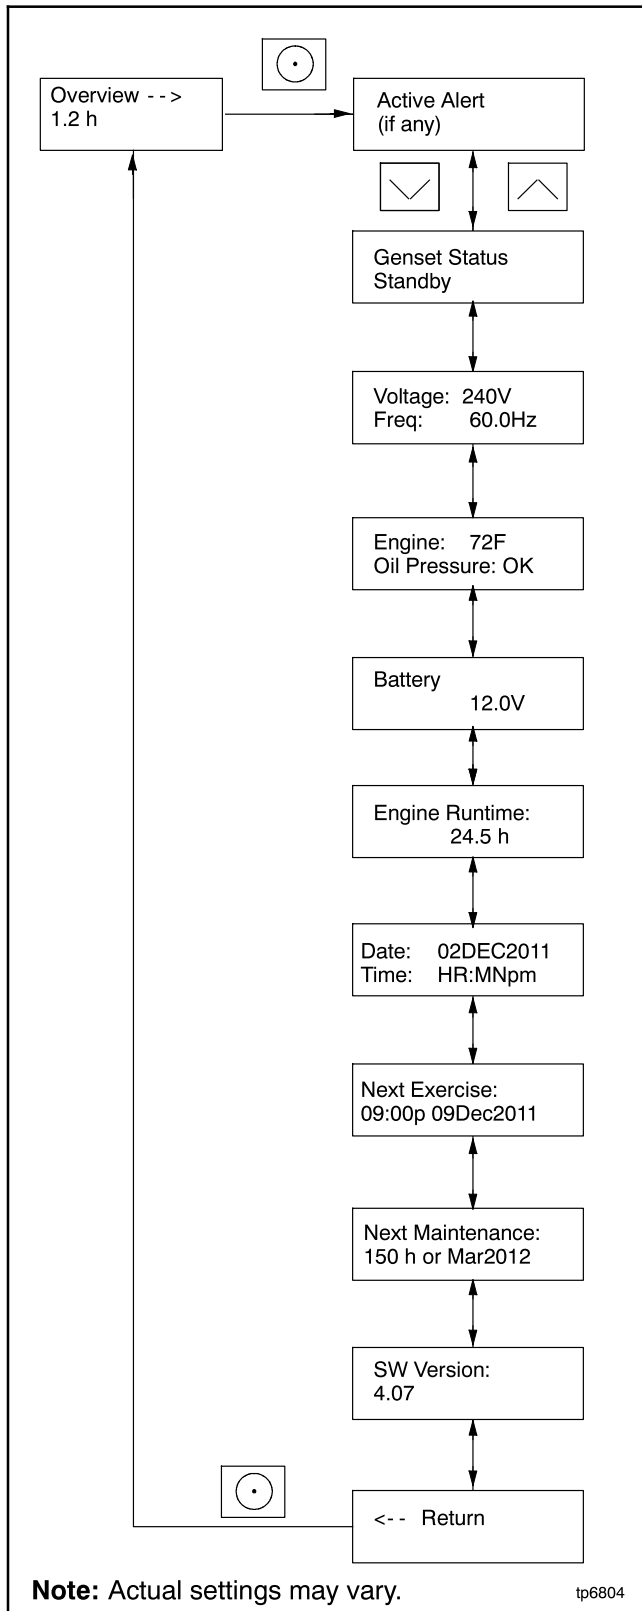 Overview - ->
1.2 h
Active Alert
(if any)
Genset Status
Standby
Voltage: 240V
Freq: 60.0Hz
Engine: 72F
Oil Pressure: OK
Battery
12.0V
Engine Runtime:
24.5 h
Date: 02DEC2011
Time: HR:MNpm
Next Exercise:
09:00p 09Dec2011
Next Maintenance:
150 h or Mar2012
SW Version:
4.07
<- - Return
Note: Actual settings may vary.
tp6804